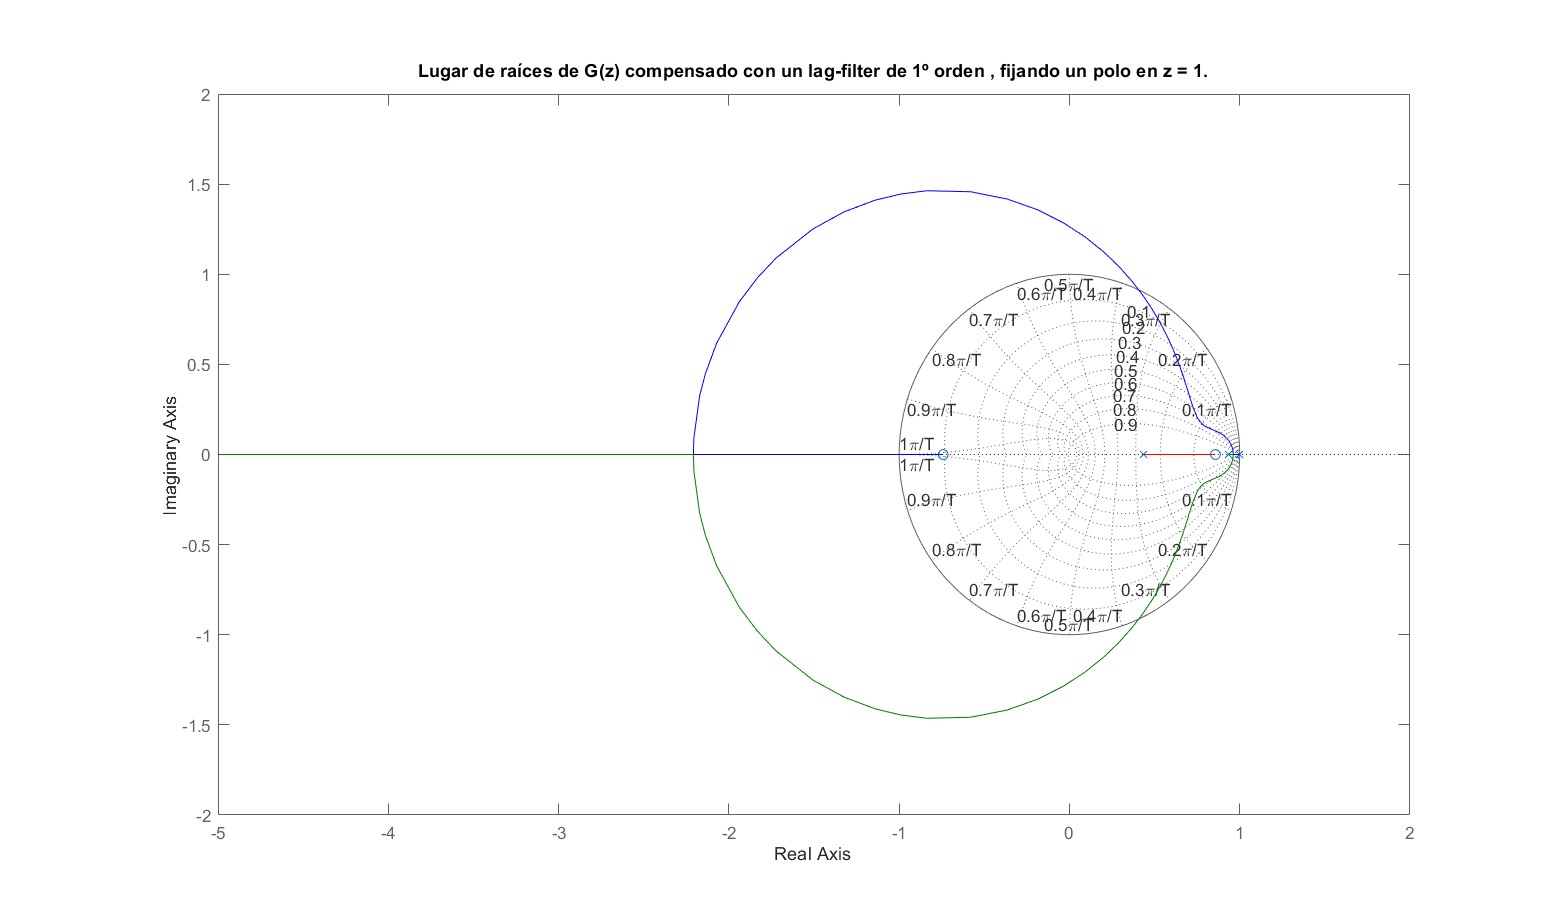 Lugar de raíces de G(z) compensado con un lag-filter de 1º orden , fijando un polo en z = 1.
2
1.5
1
0.5
0
-0.5
-1
-1.5
-2
Imaginary Axis
0.5π/T
0.6π/T 0.4π/T
0.1
0.7π/T 0.3π/T
0.2
0.3
0.8π/T 0.4 0.2π/T
0.5
0.6
0.7
0.9π/T 0.8 0.1π/T
0.9
1π/T
1π/T
0.9π/T 0.1π/T
0.8π/T 0.2π/T
0.7π/T 0.3π/T
0.6π/T 0.4π/T
0.5π/T
-5 -4 -3 -2 -1 0 1 2
Real Axis